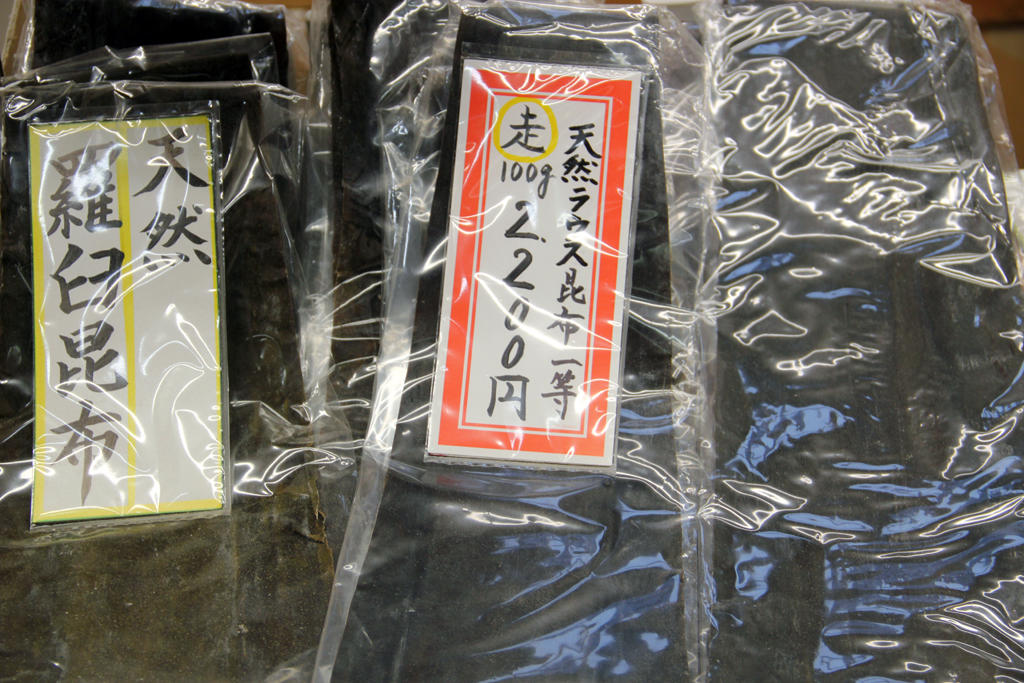 天然
羅臼昆布
走
天然ラウス昆布一等
100g
2.200円